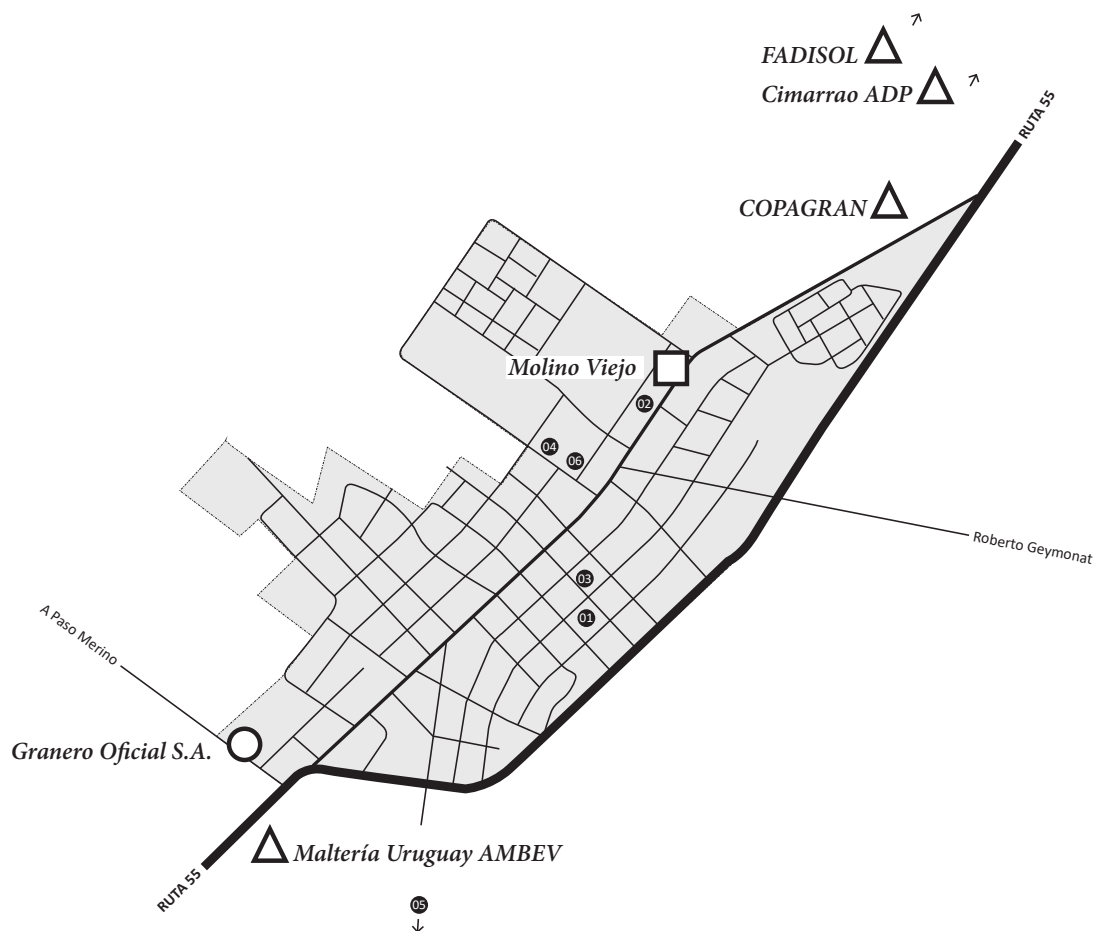 FADISOL
Cimarrao ADP
RUTA 55
COPAGRAN
Molino Viejo
02
04
06
Roberto Geymonat
03
01
A Paso Merino
Granero Oficial S.A.
Maltería Uruguay AMBEV
RUTA 55
05